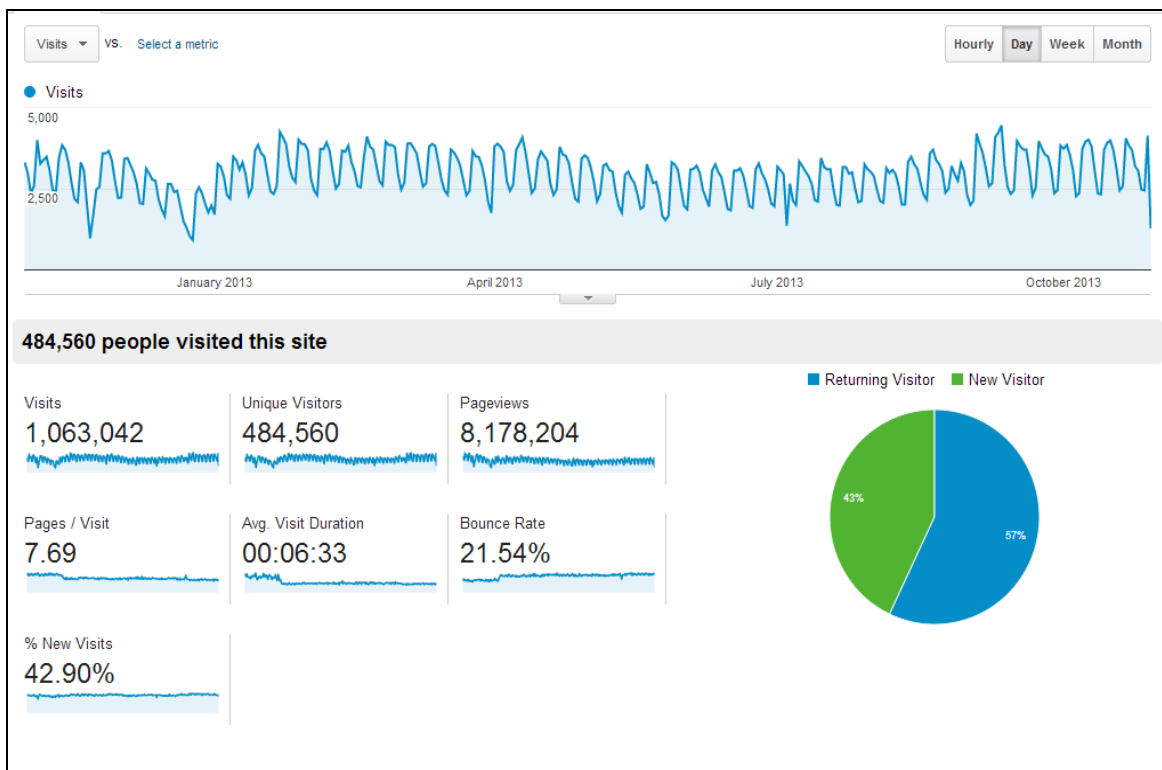 Visits vs. Select a metric Hourly Day Week Month
Visits
5,000
2,500
January 2013 April 2013 July 2013 October 2013
484,560 people visited this site
Returning Visitor New Visitor
Visits Unique Visitors Pageviews
1,063,042 484,560 8,178,204
43%
57%
Pages / Visit Avg. Visit Duration Bounce Rate
7.69 00:06:33 21.54%
% New Visits
42.90%